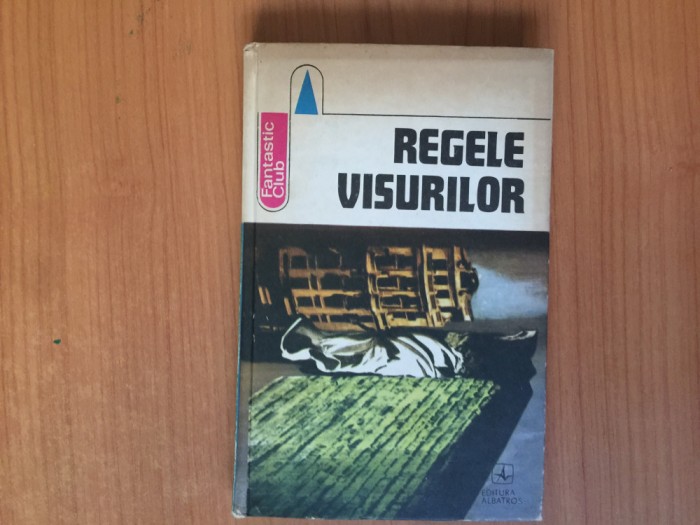 Fantastic
Club
REGELE
VISURILOR
EDITURA
ALBATROS